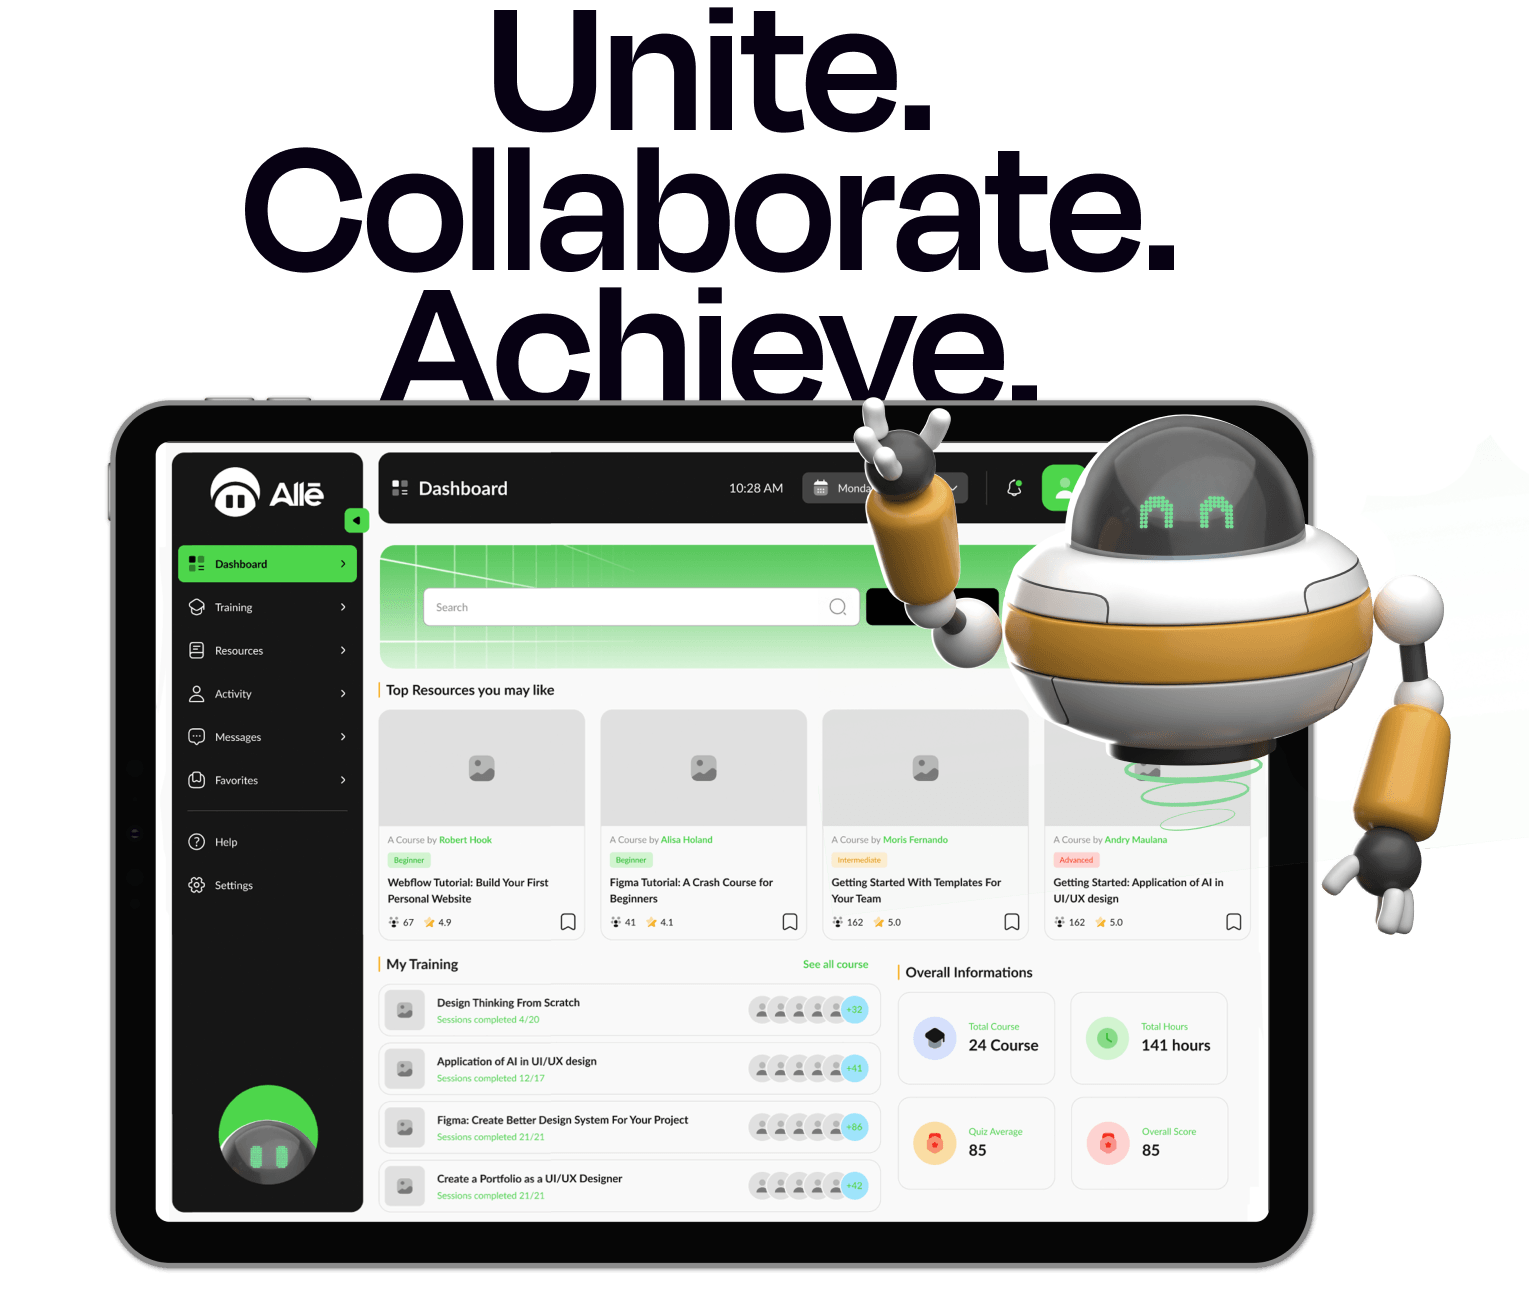 Unite.
Collaborate.
Achieve.
Allē
Dashboard
10:28 AM
Dashboard
Training
Resources
Activity
Messages
Favorites
Help
Settings
Search
Top Resources you may like
A Course by Robert Hook
Beginner
Webflow Tutorial: Build Your First
Personal Website
67 4.9
A Course by Alisa Holand
Beginner
Figma Tutorial: A Crash Course for
Beginners
41 4.1
A Course by Moris Fernando
Intermediate
Getting Started With Templates For
Your Team
162 5.0
A Course by Andry Maulana
Advanced
Getting Started: Application of AI in
UI/UX design
162 5.0
My Training
See all course
Design Thinking From Scratch
Sessions completed 4/20
+32
Application of AI in UI/UX design
Sessions completed 12/17
+41
Figma: Create Better Design System For Your Project
Sessions completed 21/21
+86
Create a Portfolio as a UI/UX Designer
Sessions completed 21/21
+42
Overall Informations
Total Course
24 Course
Total Hours
141 hours
Quiz Average
85
Overall Score
85